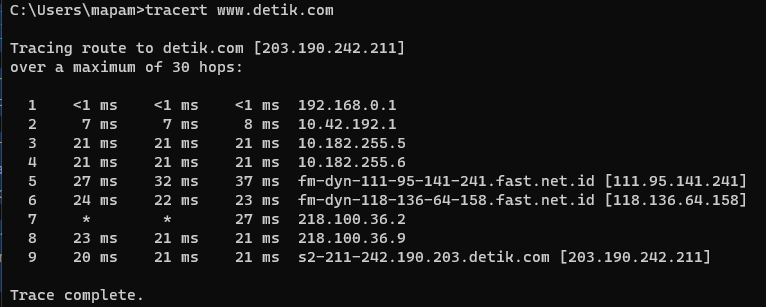 C:\Users\mapam>tracert www.detik.com
Tracing route to detik.com [203.190.242.211]
over a maximum of 30 hops:
1 <1 ms <1 ms <1 ms 192.168.0.1
2 7 ms 7 ms 8 ms 10.42.192.1
3 21 ms 21 ms 21 ms 10.182.255.5
4 21 ms 21 ms 21 ms 10.182.255.6
5 27 ms 32 ms 37 ms fm-dyn-111-95-141-241.fast.net.id [111.95.141.241]
6 24 ms 22 ms 23 ms fm-dyn-118-136-64-158.fast.net.id [118.136.64.158]
7 * * 27 ms 218.100.36.2
8 23 ms 21 ms 21 ms 218.100.36.9
9 20 ms 21 ms 21 ms s2-211-242.190.203.detik.com [203.190.242.211]
Trace complete.